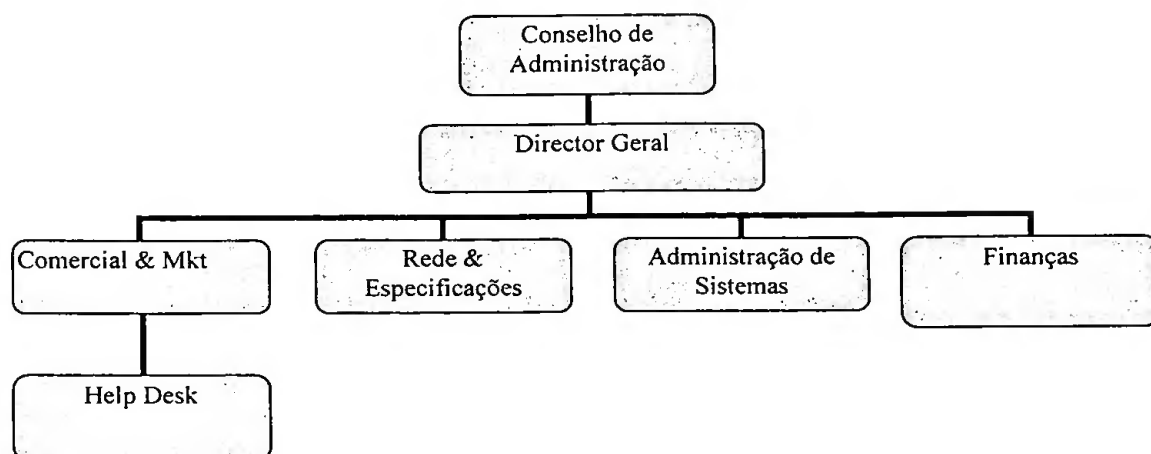 Conselho de
Administração
Director Geral
Comercial & Mkt
Rede &
Especificações
Administração de
Sistemas
Finanças
Help Desk